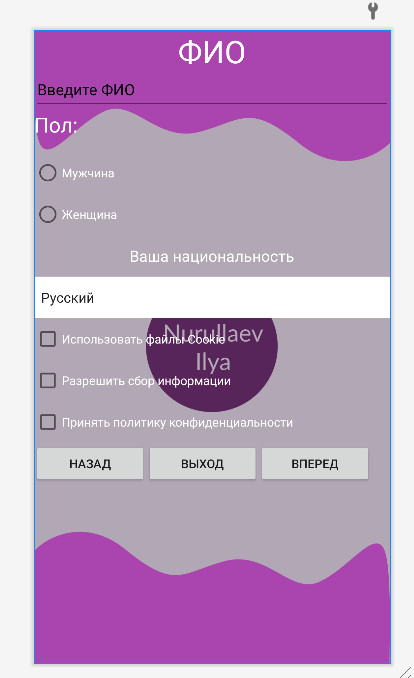 ФИО
Введите ФИО
Пол:
Мужчина
Женщина
Ваша национальность
Русский
Nurullaev
Использовать файлы Cookie
Ilya
Разрешить сбор информации
Принять политику конфиденциальности
НАЗАД ВЫХОД ВПЕРЕД